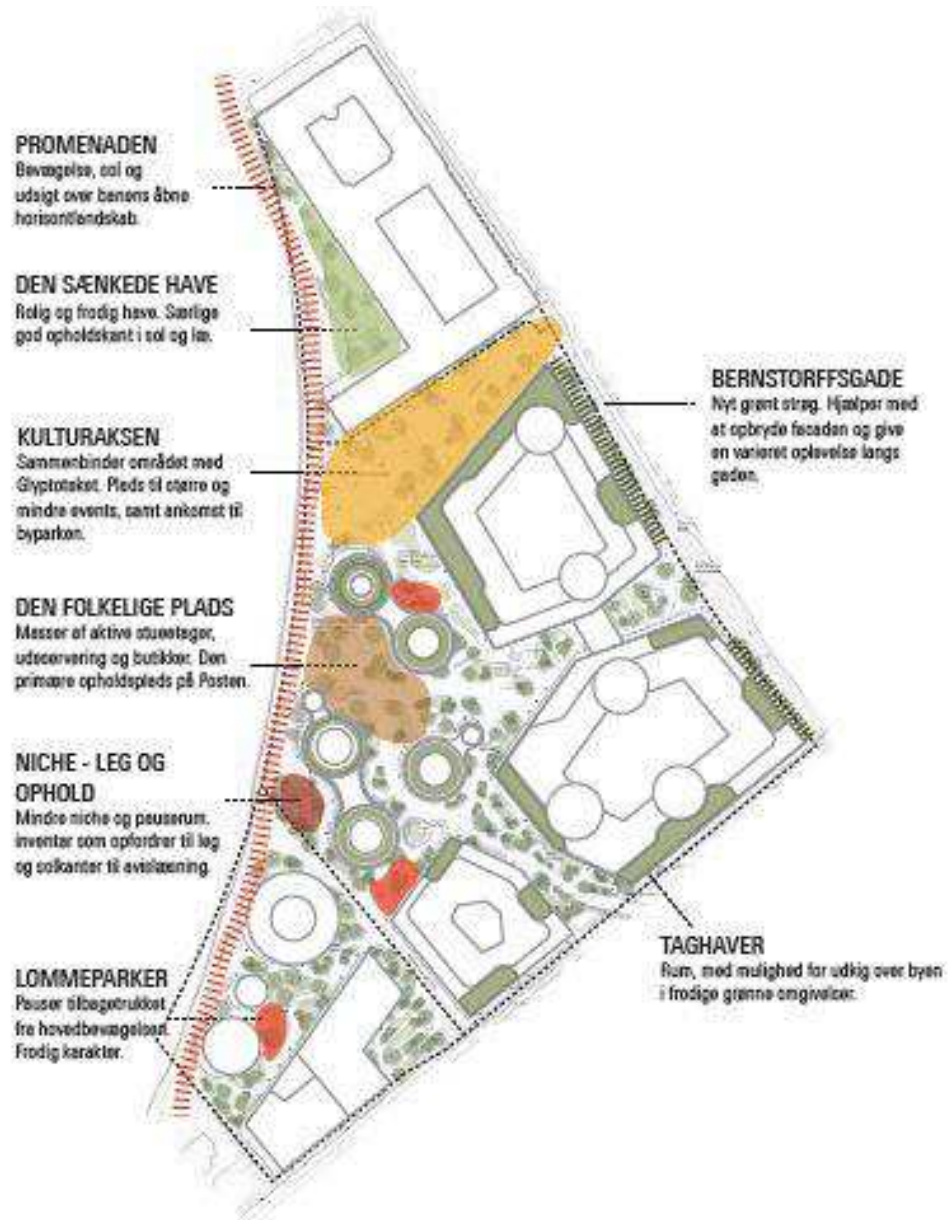 PROMENADEN
Bevægelse, sol og
udsigt over banens åbne
horisontlandskab.
DEN SÆNKEDE HAVE
Rolig og frodig have. Særlige
god opholdskant i sol og læ.
KULTURAKSEN
Sammenbinder området med
Glyptoteket. Plads til større og
mindre events, samt ankomst til
byparken.
DEN FOLKELIGE PLADS
Masser af aktive stueetager,
udeservering og butikker. Den
primære opholdsplads på Posten.
NICHE - LEG OG
OPHOLD
Mindre niche og pauserum.
inventar som opfordrer til leg
og solkanter til avislæsning.
LOMMEPARKER
Pauser tilbagetrukket
fra hovedbevægelsen.
Frodig karakter.
BERNSTORFFSGADE
Nyt grønt strøg. Hjælper med
at opbryde facaden og give
en varieret oplevelse langs
gaden.
TAGHAVER
Rum, med mulighed for udkig over byen
i frodige grønne omgivelser.